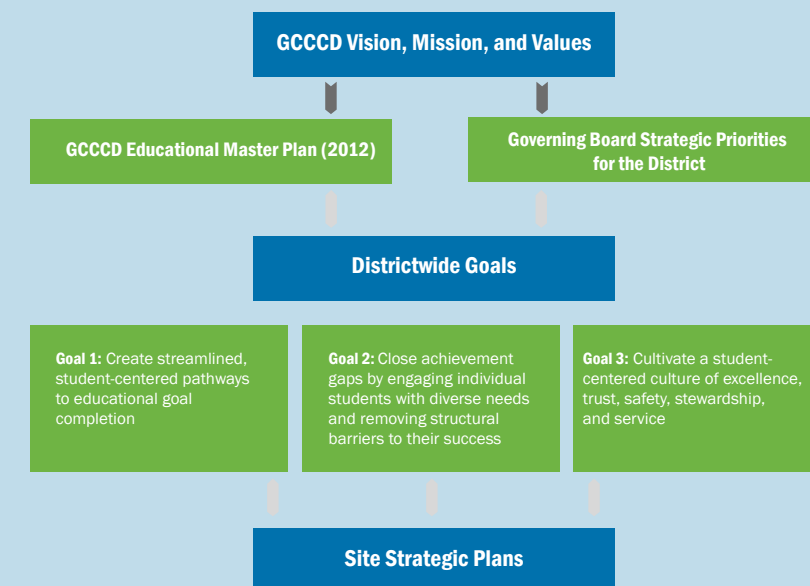 GCCCD Vision, Mission, and Values
GCCCD Educational Master Plan (2012)
Governing Board Strategic Priorities
for the District
Districtwide Goals
Goal 1: Create streamlined,
student-centered pathways
to educational goal
completion
Goal 2: Close achievement
gaps by engaging individual
students with diverse needs
and removing structural
barriers to their success
Goal 3: Cultivate a student-
centered culture of excellence,
trust, safety, stewardship,
and service
Site Strategic Plans